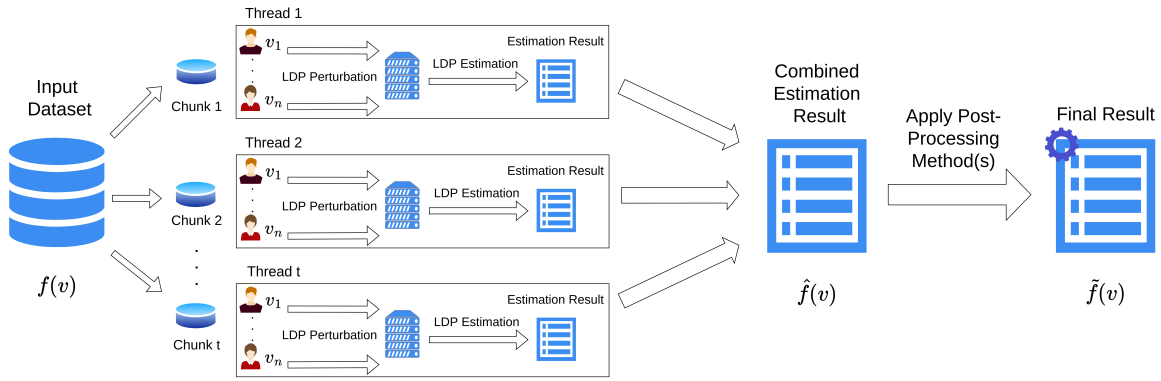 Input
Dataset
f(v)
Chunk 1
Chunk 2
Chunk t
Thread 1
v₁
vₙ
LDP Perturbation
LDP Estimation
Estimation Result
Thread 2
v₁
vₙ
LDP Perturbation
LDP Estimation
Estimation Result
Thread t
v₁
vₙ
LDP Perturbation
LDP Estimation
Estimation Result
Combined
Estimation
Result
f̂(v)
Apply Post-
Processing
Method(s)
Final Result
f̃(v)